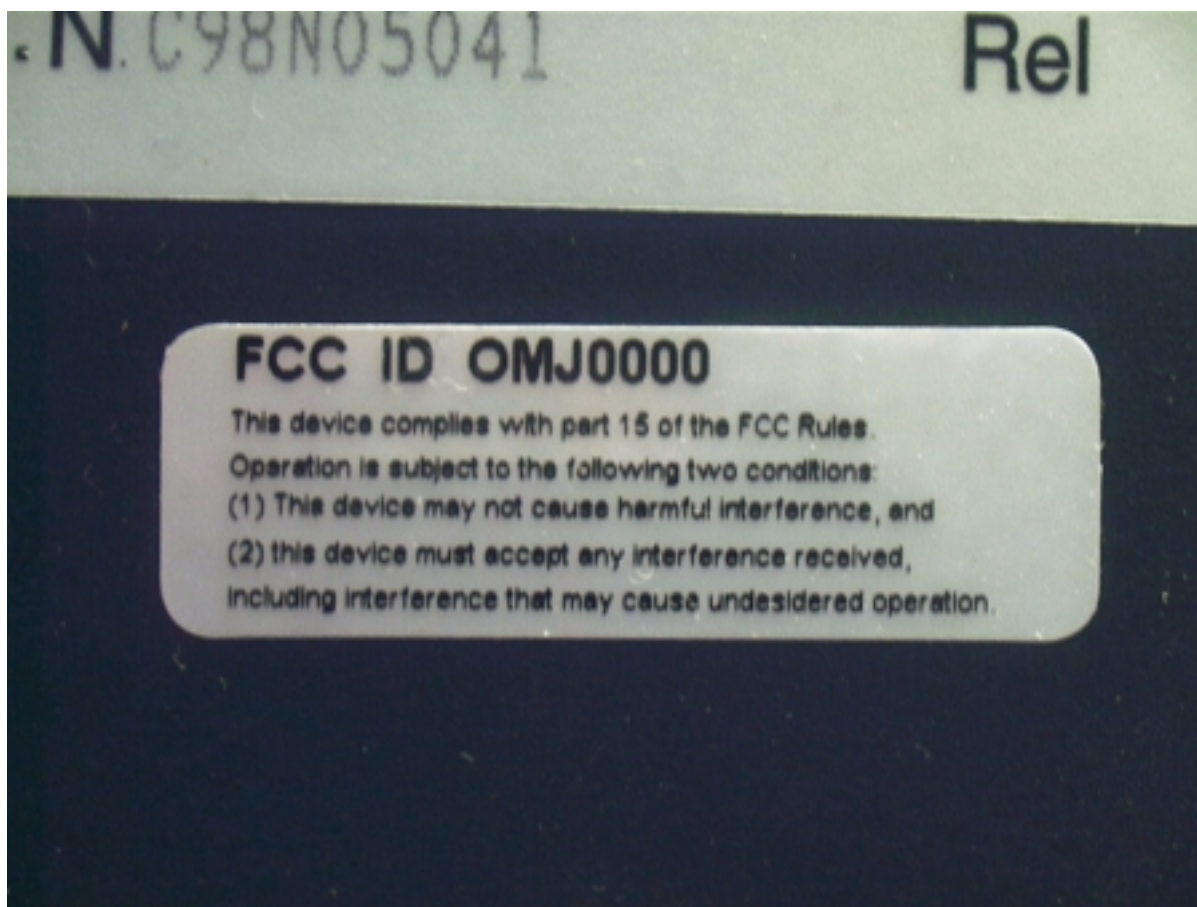 .N. C98N05041 Rel
FCC ID OMJ0000
This device complies with part 15 of the FCC Rules.
Operation is subject to the following two conditions:
(1) This device may not cause harmful interference, and
(2) this device must accept any interference received,
including interference that may cause undesidered operation.